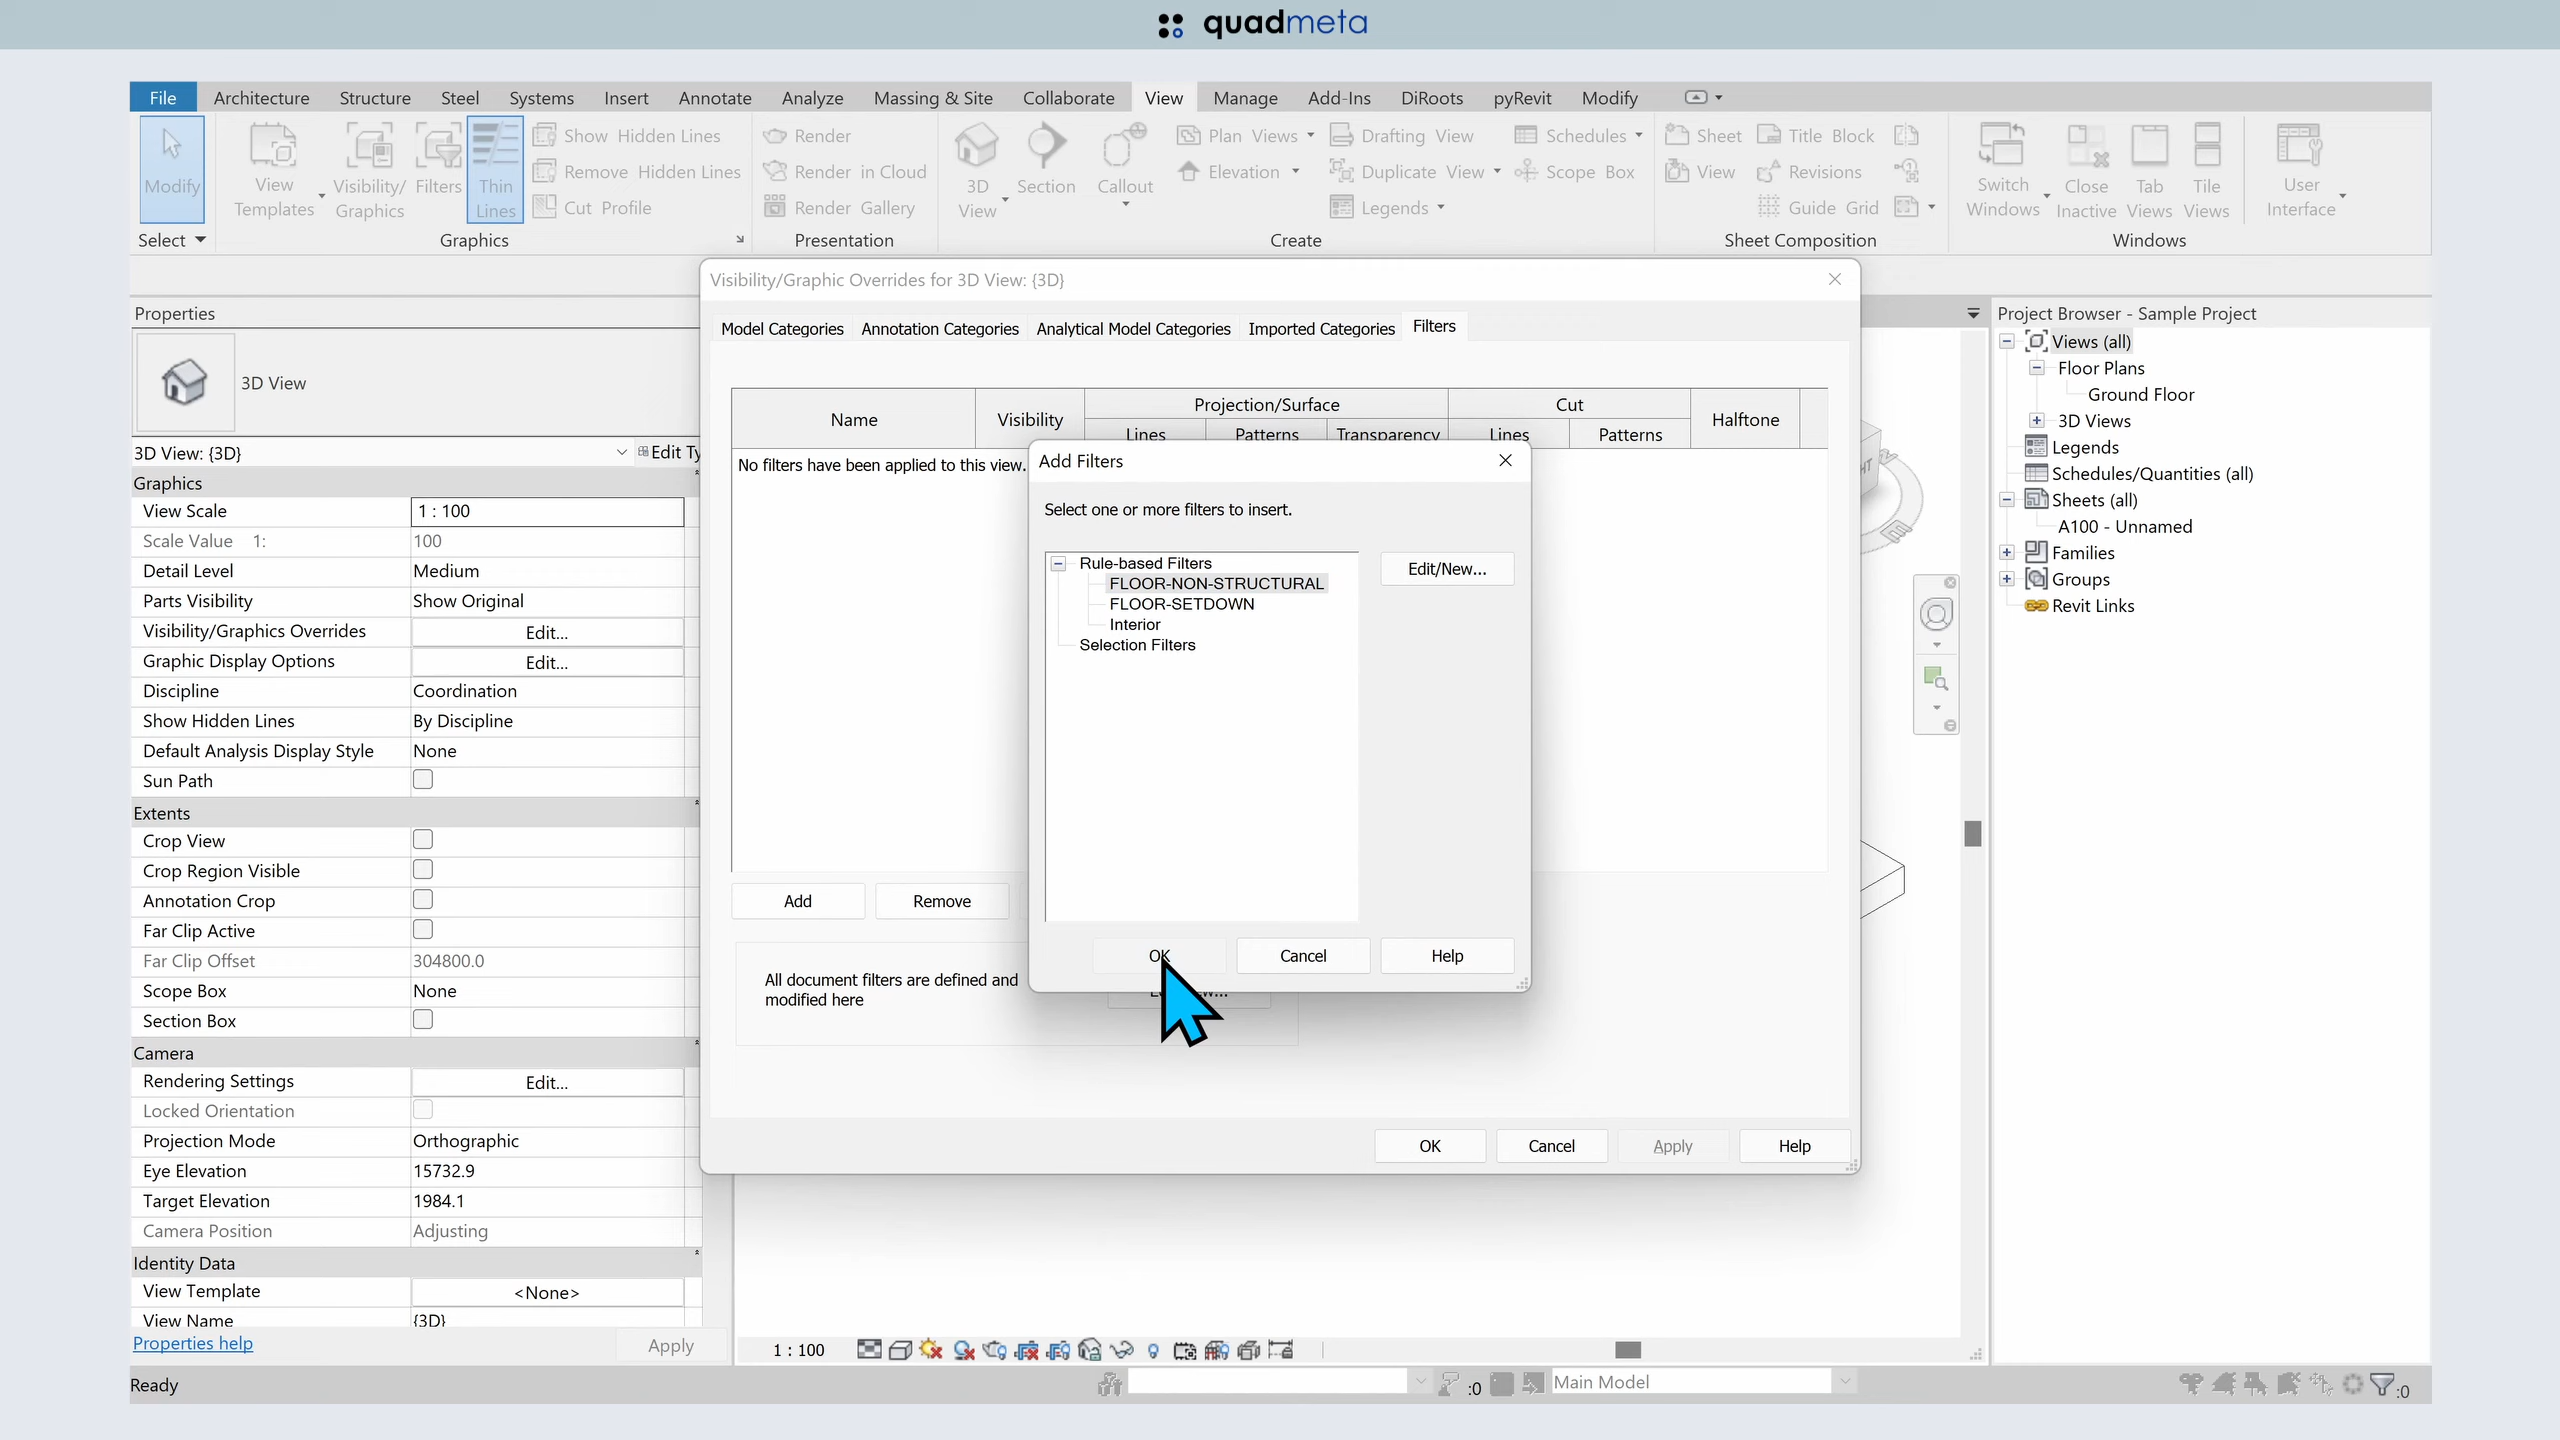 quadmeta
File Architecture Structure Steel Systems Insert Annotate Analyze Massing & Site Collaborate View Manage Add-Ins DiRoots pyRevit Modify
Modify
Select
View Templates
Visibility/ Graphics
Filters
Thin Lines
Show Hidden Lines
Remove Hidden Lines
Cut Profile
Graphics
Render
Render in Cloud
Render Gallery
Presentation
3D View
Section
Callout
Plan Views
Elevation
Drafting View
Duplicate View
Legends
Schedules
Scope Box
Create
Sheet
View
Title Block
Revisions
Guide Grid
Sheet Composition
Switch Windows
Close Inactive
Tab Views
Tile Views
User Interface
Windows
Properties
3D View
3D View: {3D}
Edit Ty
Graphics
View Scale 1 : 100
Scale Value 1: 100
Detail Level Medium
Parts Visibility Show Original
Visibility/Graphics Overrides Edit...
Graphic Display Options Edit...
Discipline Coordination
Show Hidden Lines By Discipline
Default Analysis Display Style None
Sun Path
Extents
Crop View
Crop Region Visible
Annotation Crop
Far Clip Active
Far Clip Offset 304800.0
Scope Box None
Section Box
Camera
Rendering Settings Edit...
Locked Orientation
Projection Mode Orthographic
Eye Elevation 15732.9
Target Elevation 1984.1
Camera Position Adjusting
Identity Data
View Template <None>
View Name {3D}
Properties help Apply
Visibility/Graphic Overrides for 3D View: {3D}
Model Categories Annotation Categories Analytical Model Categories Imported Categories Filters
Name Visibility Projection/Surface Cut Halftone
Lines Patterns Transparency Lines Patterns
No filters have been applied to this view.
Add Remove
All document filters are defined and
modified here
OK Cancel Apply Help
Add Filters
Select one or more filters to insert.
Rule-based Filters
FLOOR-NON-STRUCTURAL
FLOOR-SETDOWN
Interior
Selection Filters
Edit/New...
OK Cancel Help
Project Browser - Sample Project
Views (all)
Floor Plans
Ground Floor
3D Views
Legends
Schedules/Quantities (all)
Sheets (all)
A100 - Unnamed
Families
Groups
Revit Links
1 : 100
Ready
:0
Main Model
:0